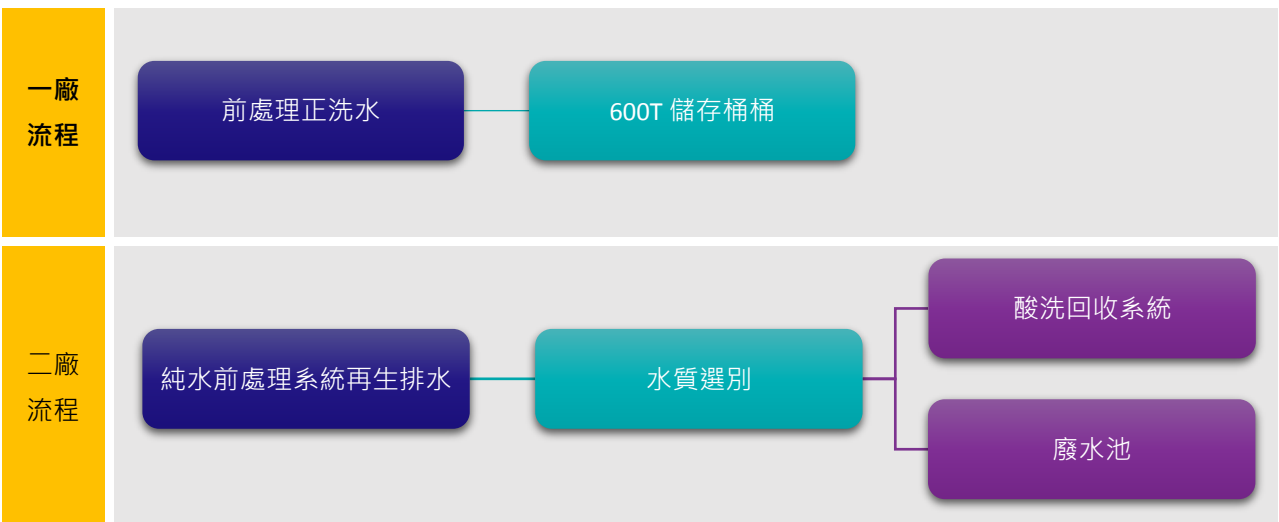 一廠
流程
前處理正洗水
600T 儲存桶桶
二廠
流程
純水前處理系統再生排水
水質選別
酸洗回收系統
廢水池